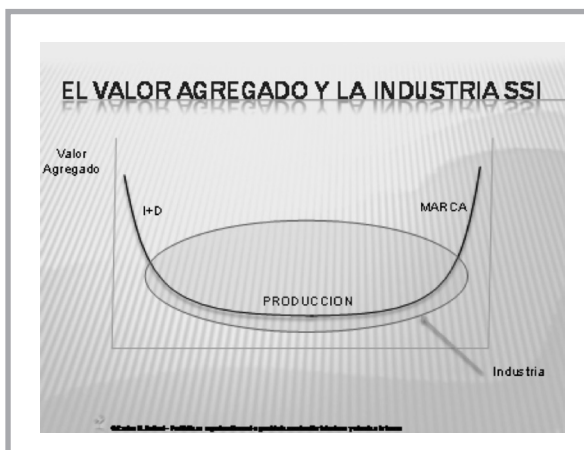 EL VALOR AGREGADO Y LA INDUSTRIA SSI
Valor
Agregado
I+D
MARCA
PRODUCCION
Industria